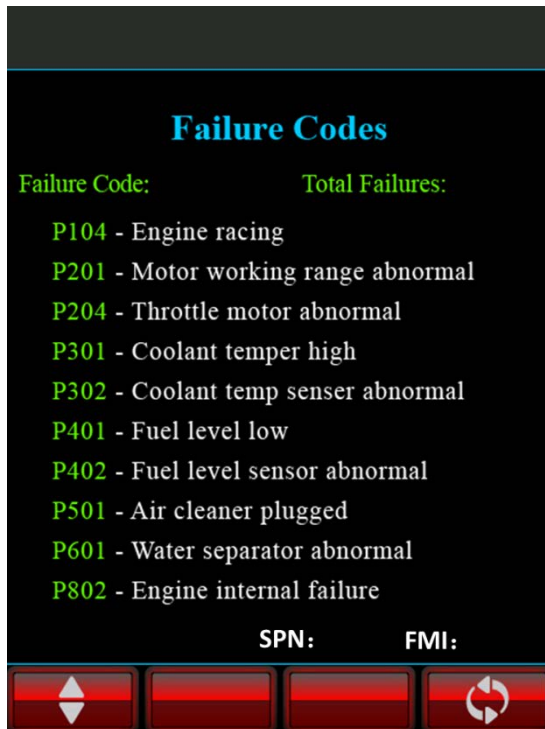 Failure Codes
Failure Code: Total Failures:
P104 - Engine racing
P201 - Motor working range abnormal
P204 - Throttle motor abnormal
P301 - Coolant temper high
P302 - Coolant temp senser abnormal
P401 - Fuel level low
P402 - Fuel level sensor abnormal
P501 - Air cleaner plugged
P601 - Water separator abnormal
P802 - Engine internal failure
SPN： FMI：